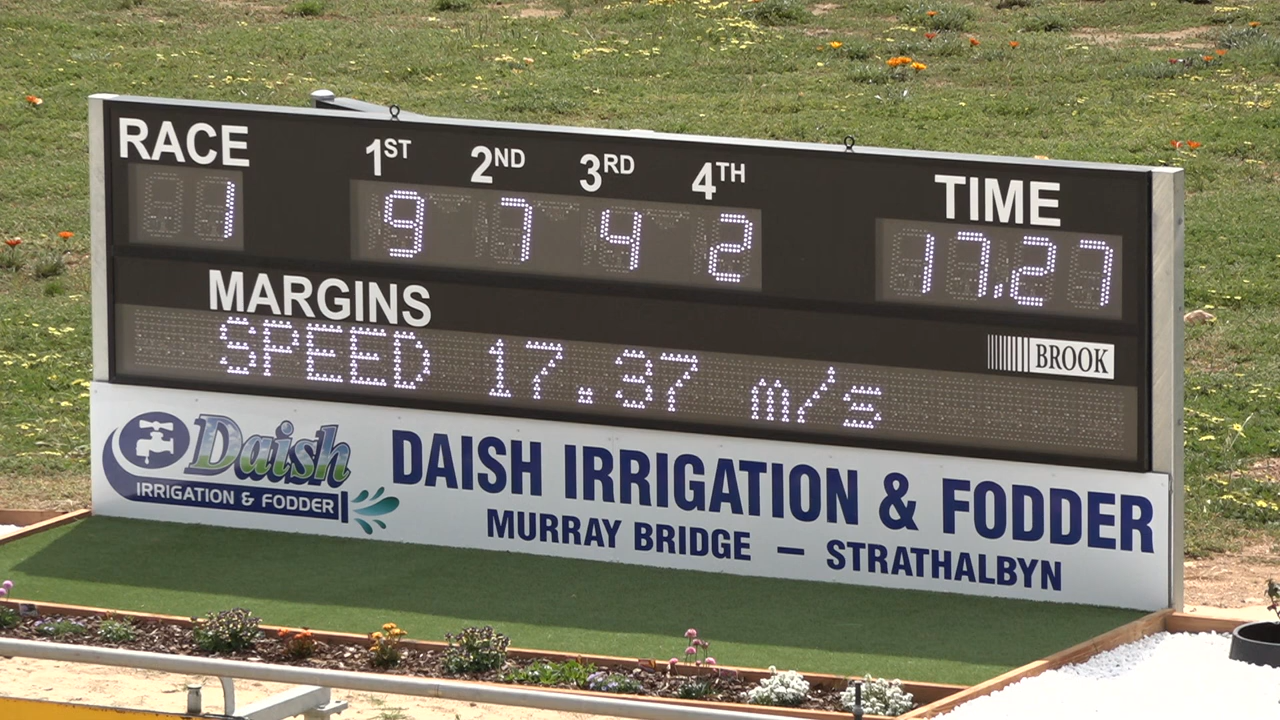 RACE 1ST 2ND 3RD 4TH TIME
1 9 7 4 2 17.27
MARGINS
SPEED 17.37 m/s
BROOK
Daish
IRRIGATION & FODDER
DAISH IRRIGATION & FODDER
MURRAY BRIDGE – STRATHALBYN